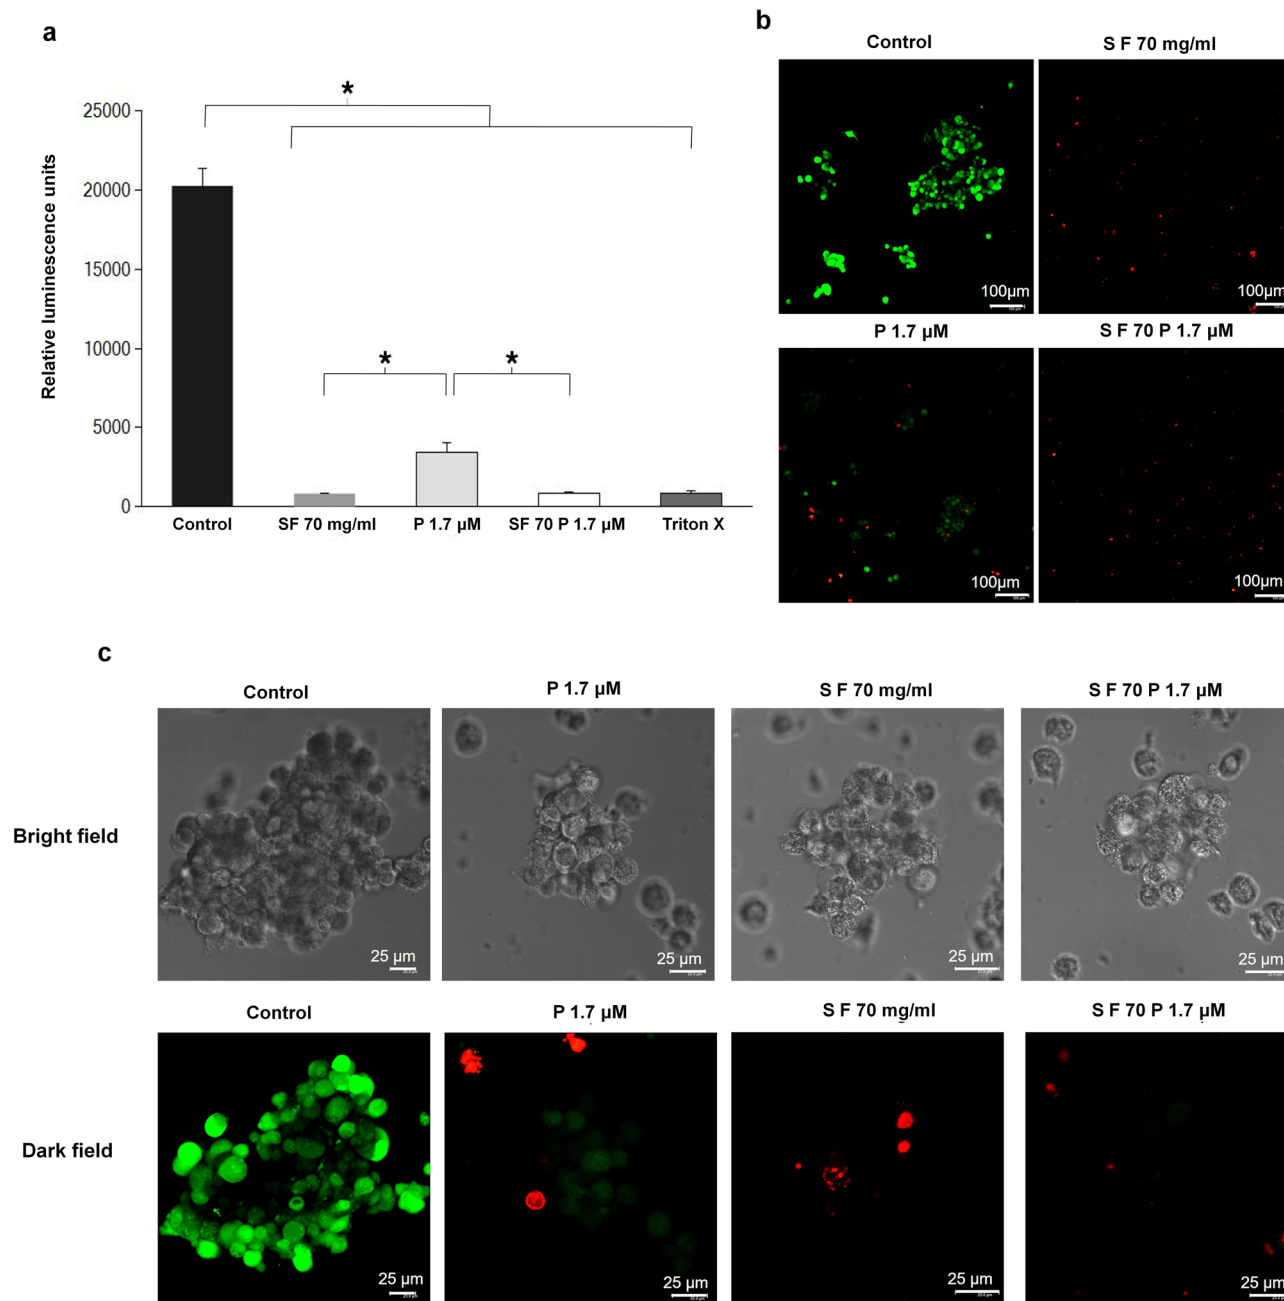 a
*
25000
20000
15000
10000
5000
0
Relative luminescence units
*
*
Control
SF 70 mg/ml
P 1.7 µM
SF 70 P 1.7 µM
Triton X
b
Control
S F 70 mg/ml
100µm
100µm
P 1.7 µM
S F 70 P 1.7 µM
100µm
100µm
c
Control
P 1.7 µM
S F 70 mg/ml
S F 70 P 1.7 µM
Bright field
25 µm
25 µm
25 µm
25 µm
Control
P 1.7 µM
S F 70 mg/ml
S F 70 P 1.7 µM
Dark field
25 µm
25 µm
25 µm
25 µm